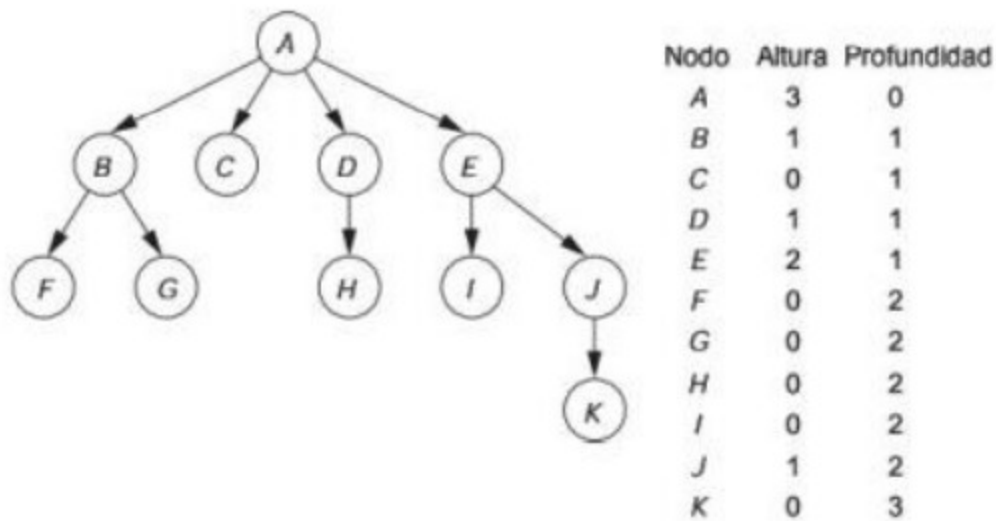 A
B C D E
F G H I J
K
Nodo Altura Profundidad
A 3 0
B 1 1
C 0 1
D 1 1
E 2 1
F 0 2
G 0 2
H 0 2
I 0 2
J 1 2
K 0 3